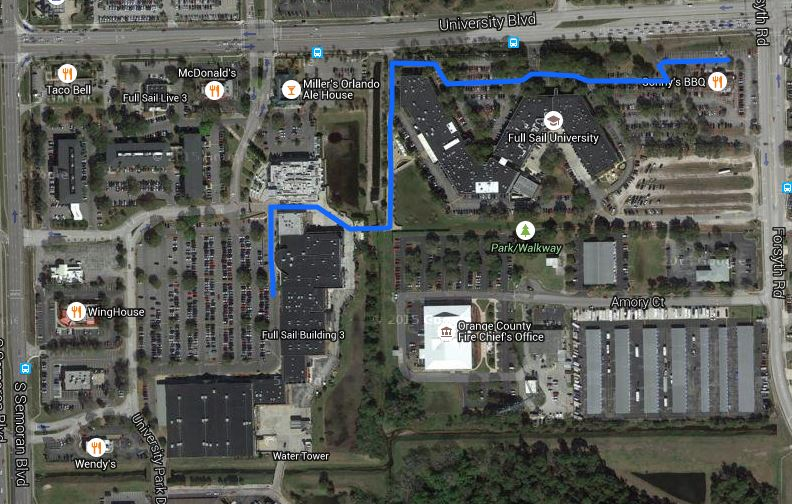 University Blvd
Forsyth Rd
Taco Bell
McDonald's
Full Sail Live 3
Miller's Orlando
Ale House
Sonny's BBQ
Full Sail University
Park/Walkway
Forsyth Rd
Amory Ct
WingHouse
Full Sail Building 3
Orange County
Fire Chief's Office
S Semoran Blvd
Wendy's
University Park D
Water Tower